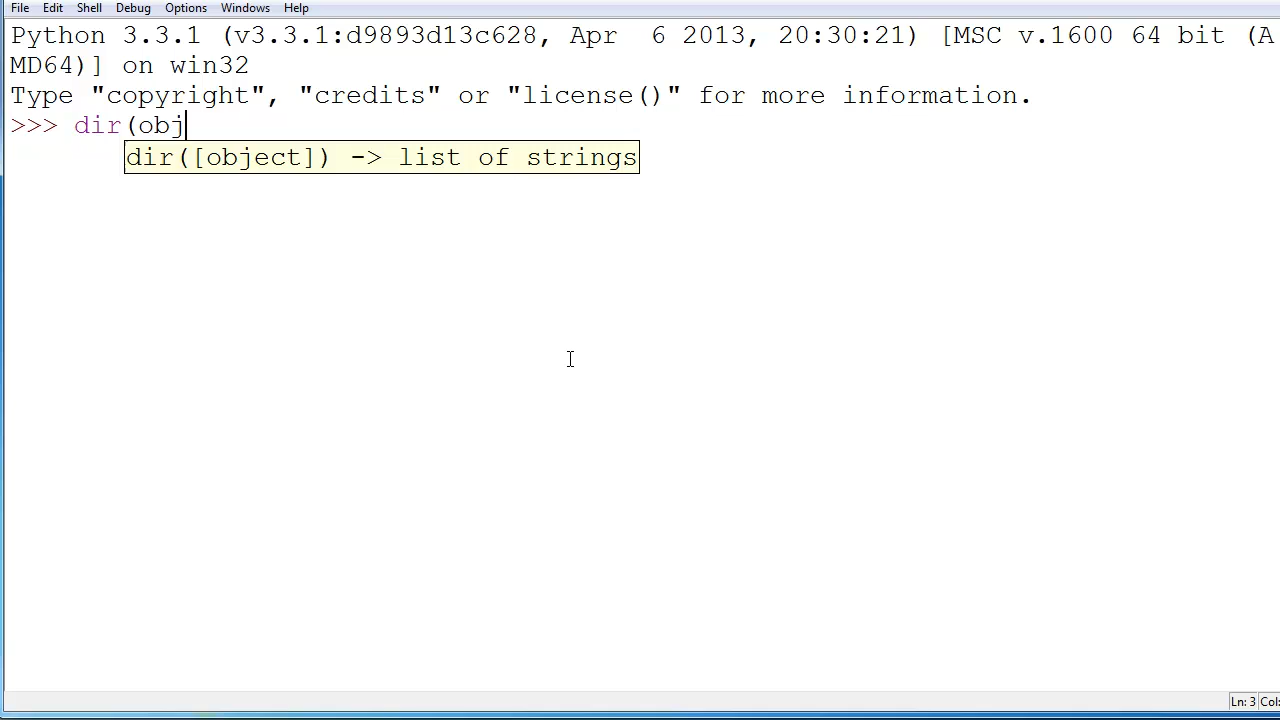 File Edit Shell Debug Options Windows Help
Python 3.3.1 (v3.3.1:d9893d13c628, Apr  6 2013, 20:30:21) [MSC v.1600 64 bit (A
MD64)] on win32
Type "copyright", "credits" or "license()" for more information.
>>> dir(obj
dir([object]) -> list of strings
Ln: 3 Col: